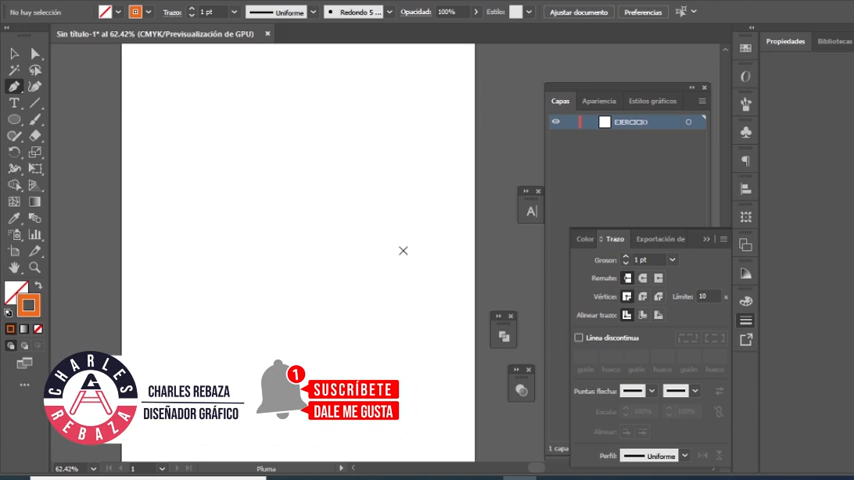 No hay selección
Trazo:
1 pt
Uniforme
Redondo 5 ...
Opacidad:
100%
Estilo:
Ajustar documento
Preferencias
Sin título-1* al 62.42% (CMYK/Previsualización de GPU)
Propiedades
Bibliotecas
Capas
Apariencia
Estilos gráficos
EJERCICIO
A
Color
Trazo
Exportación de
Grosor:
1 pt
Remate:
Vértice:
Límite:
10
x
Alinear trazo:
Línea discontinua
guión
hueco
guión
hueco
guión
hueco
Puntas flecha:
Escala:
100%
100%
Alinear:
Perfil:
Uniforme
1 capa
CHARLES
REBAZA
CHARLES REBAZA
DISEÑADOR GRÁFICO
1
SUSCRÍBETE
DALE ME GUSTA
62.42%
1
Pluma